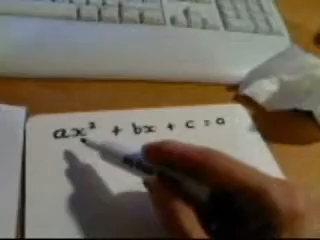 ax² + bx + c = 0